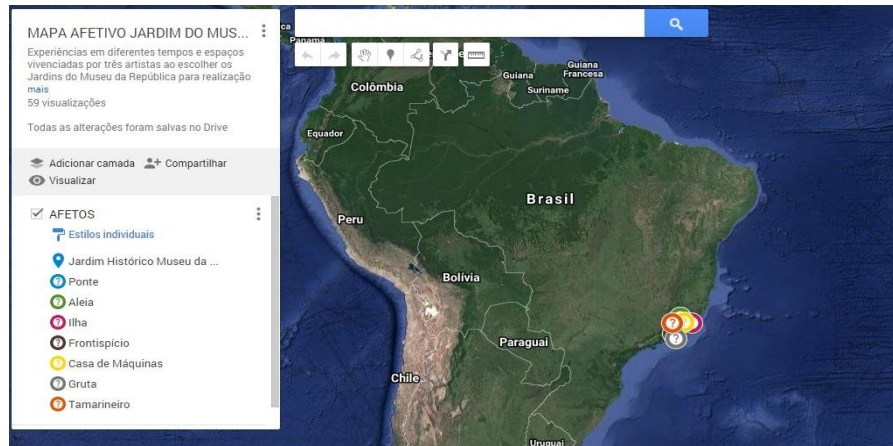 MAPA AFETIVO JARDIM DO MUS...
Experiências em diferentes tempos e espaços
vivenciadas por três artistas ao escolher os
Jardins do Museu da República para realização
mais
59 visualizações
Todas as alterações foram salvas no Drive
Adicionar camada Compartilhar
Visualizar
AFETOS
Estilos individuais
Jardim Histórico Museu da ...
Ponte
Aleia
Ilha
Frontispício
Casa de Máquinas
Gruta
Tamarineiro
Panamá
Guiana
Guiana
Francesa
Suriname
Colômbia
Equador
Brasil
Peru
Bolívia
Paraguai
Chile
Uruguai